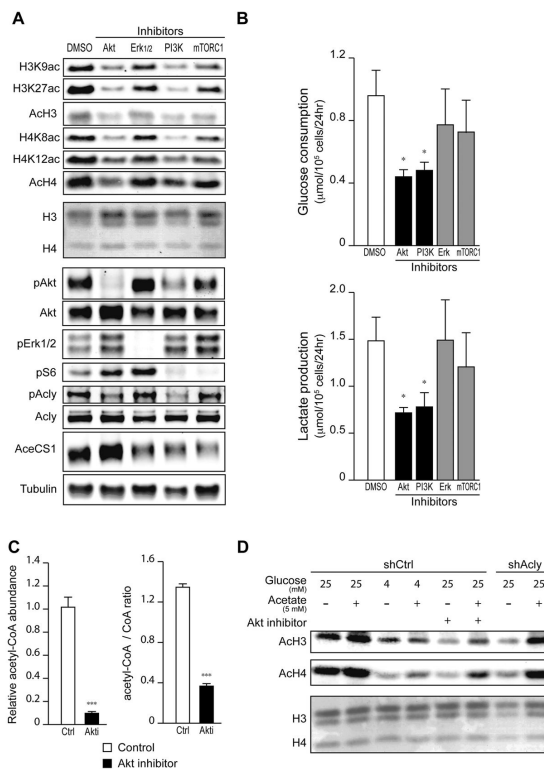 A
Inhibitors
DMSO Akt Erk1/2 PI3K mTORC1
H3K9ac
H3K27ac
AcH3
H4K8ac
H4K12ac
AcH4
H3
H4
pAkt
Akt
pErk1/2
pS6
pAcly
Acly
AceCS1
Tubulin
B
Glucose consumption
(μmol/10⁵ cells/24hr)
1.2
0.8
0.4
0
* *
DMSO Akt PI3K Erk mTORC1
Inhibitors
Lactate production
(μmol/10⁵ cells/24hr)
2.0
1.5
1.0
0.5
0
* *
DMSO Akt PI3K Erk mTORC1
Inhibitors
C
Relative acetyl-CoA abundance
1.4
1.2
1.0
0.8
0.6
0.4
0.2
0
***
Ctrl Akti
acetyl-CoA / CoA ratio
1.6
1.2
0.8
0.4
0
***
Ctrl Akti
Control
Akt inhibitor
D
shCtrl shAcly
Glucose (mM) 25 25 4 4 25 25 25 25
Acetate (5 mM) – + – + – + – +
Akt inhibitor + +
AcH3
AcH4
H3
H4